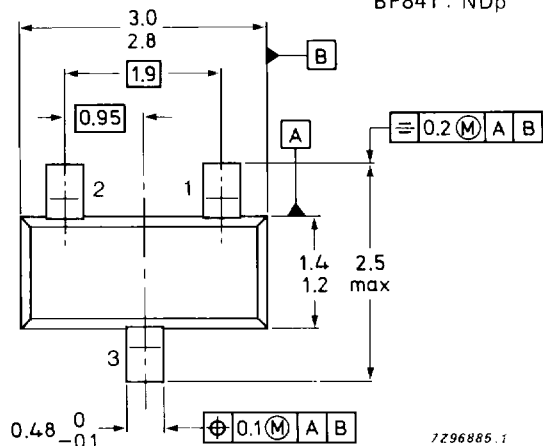 BF841 : NDp
3.0
2.8
B
1.9
0.95
A
⌯ 0.2 Ⓜ A B
2
1
1.4
1.2
2.5
max
3
0.48 0
-0.1
⌖ 0.1 Ⓜ A B
7Z96885.1